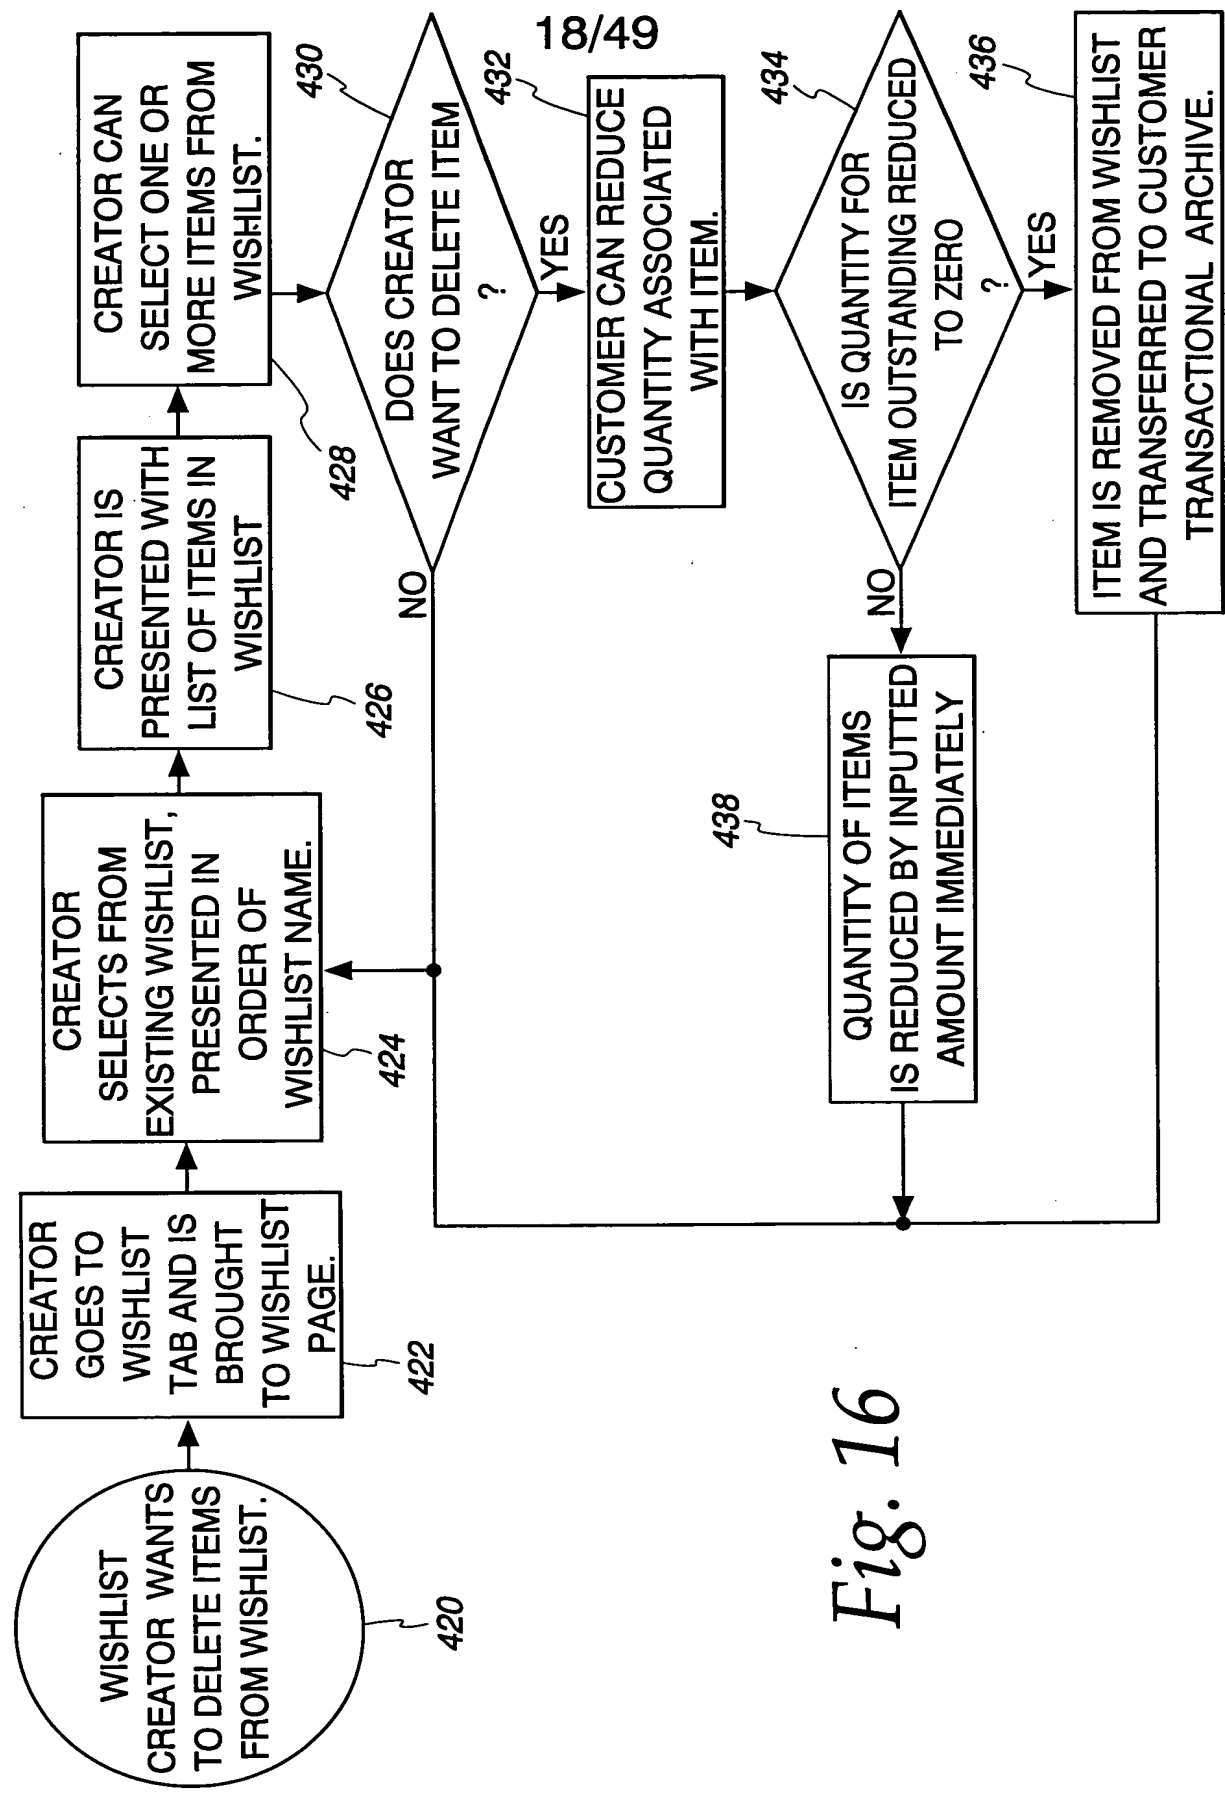 18/49
WISHLIST
CREATOR WANTS
TO DELETE ITEMS
FROM WISHLIST.
420
CREATOR
GOES TO
WISHLIST
TAB AND IS
BROUGHT
TO WISHLIST
PAGE.
422
CREATOR
SELECTS FROM
EXISTING WISHLIST,
PRESENTED IN
ORDER OF
WISHLIST NAME.
424
CREATOR IS
PRESENTED WITH
LIST OF ITEMS IN
WISHLIST
426
CREATOR CAN
SELECT ONE OR
MORE ITEMS FROM
WISHLIST.
428
DOES CREATOR
WANT TO DELETE ITEM
?
430
NO
YES
CUSTOMER CAN REDUCE
QUANTITY ASSOCIATED
WITH ITEM.
432
IS QUANTITY FOR
ITEM OUTSTANDING REDUCED
TO ZERO
?
434
NO
YES
QUANTITY OF ITEMS
IS REDUCED BY INPUTTED
AMOUNT IMMEDIATELY
438
ITEM IS REMOVED FROM WISHLIST
AND TRANSFERRED TO CUSTOMER
TRANSACTIONAL ARCHIVE.
436
Fig. 16